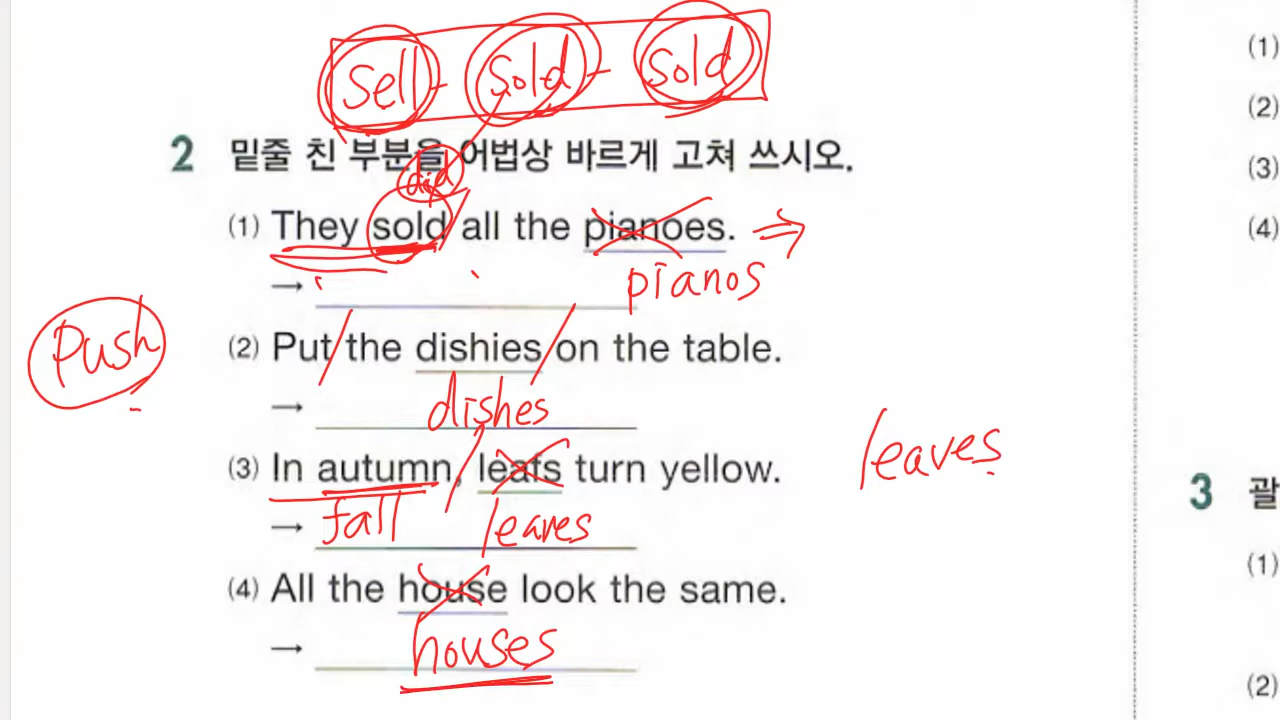 Sell - Sold - Sold
2 밑줄 친 부분을 어법상 바르게 고쳐 쓰시오.
did
(1) They sold all the pianoes. ⇒
→ pianos
Push
(2) Put the dishies on the table.
→ dishes
(3) In autumn, leafs turn yellow.
leaves
→ fall leaves
(4) All the house look the same.
→ houses
(1)
(2)
(3)
(4)
3 괄
(1)
(2)